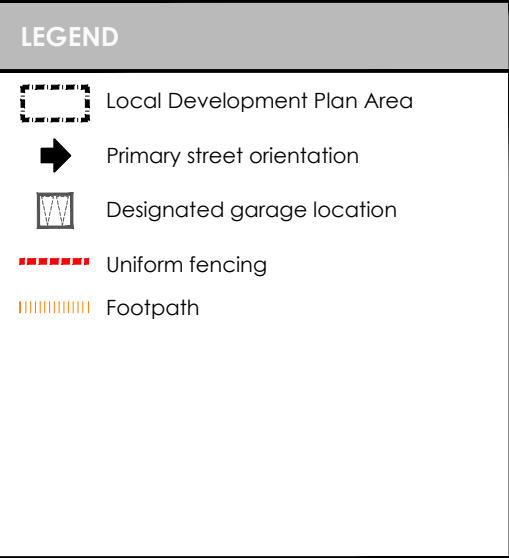 LEGEND
Local Development Plan Area
Primary street orientation
Designated garage location
Uniform fencing
Footpath